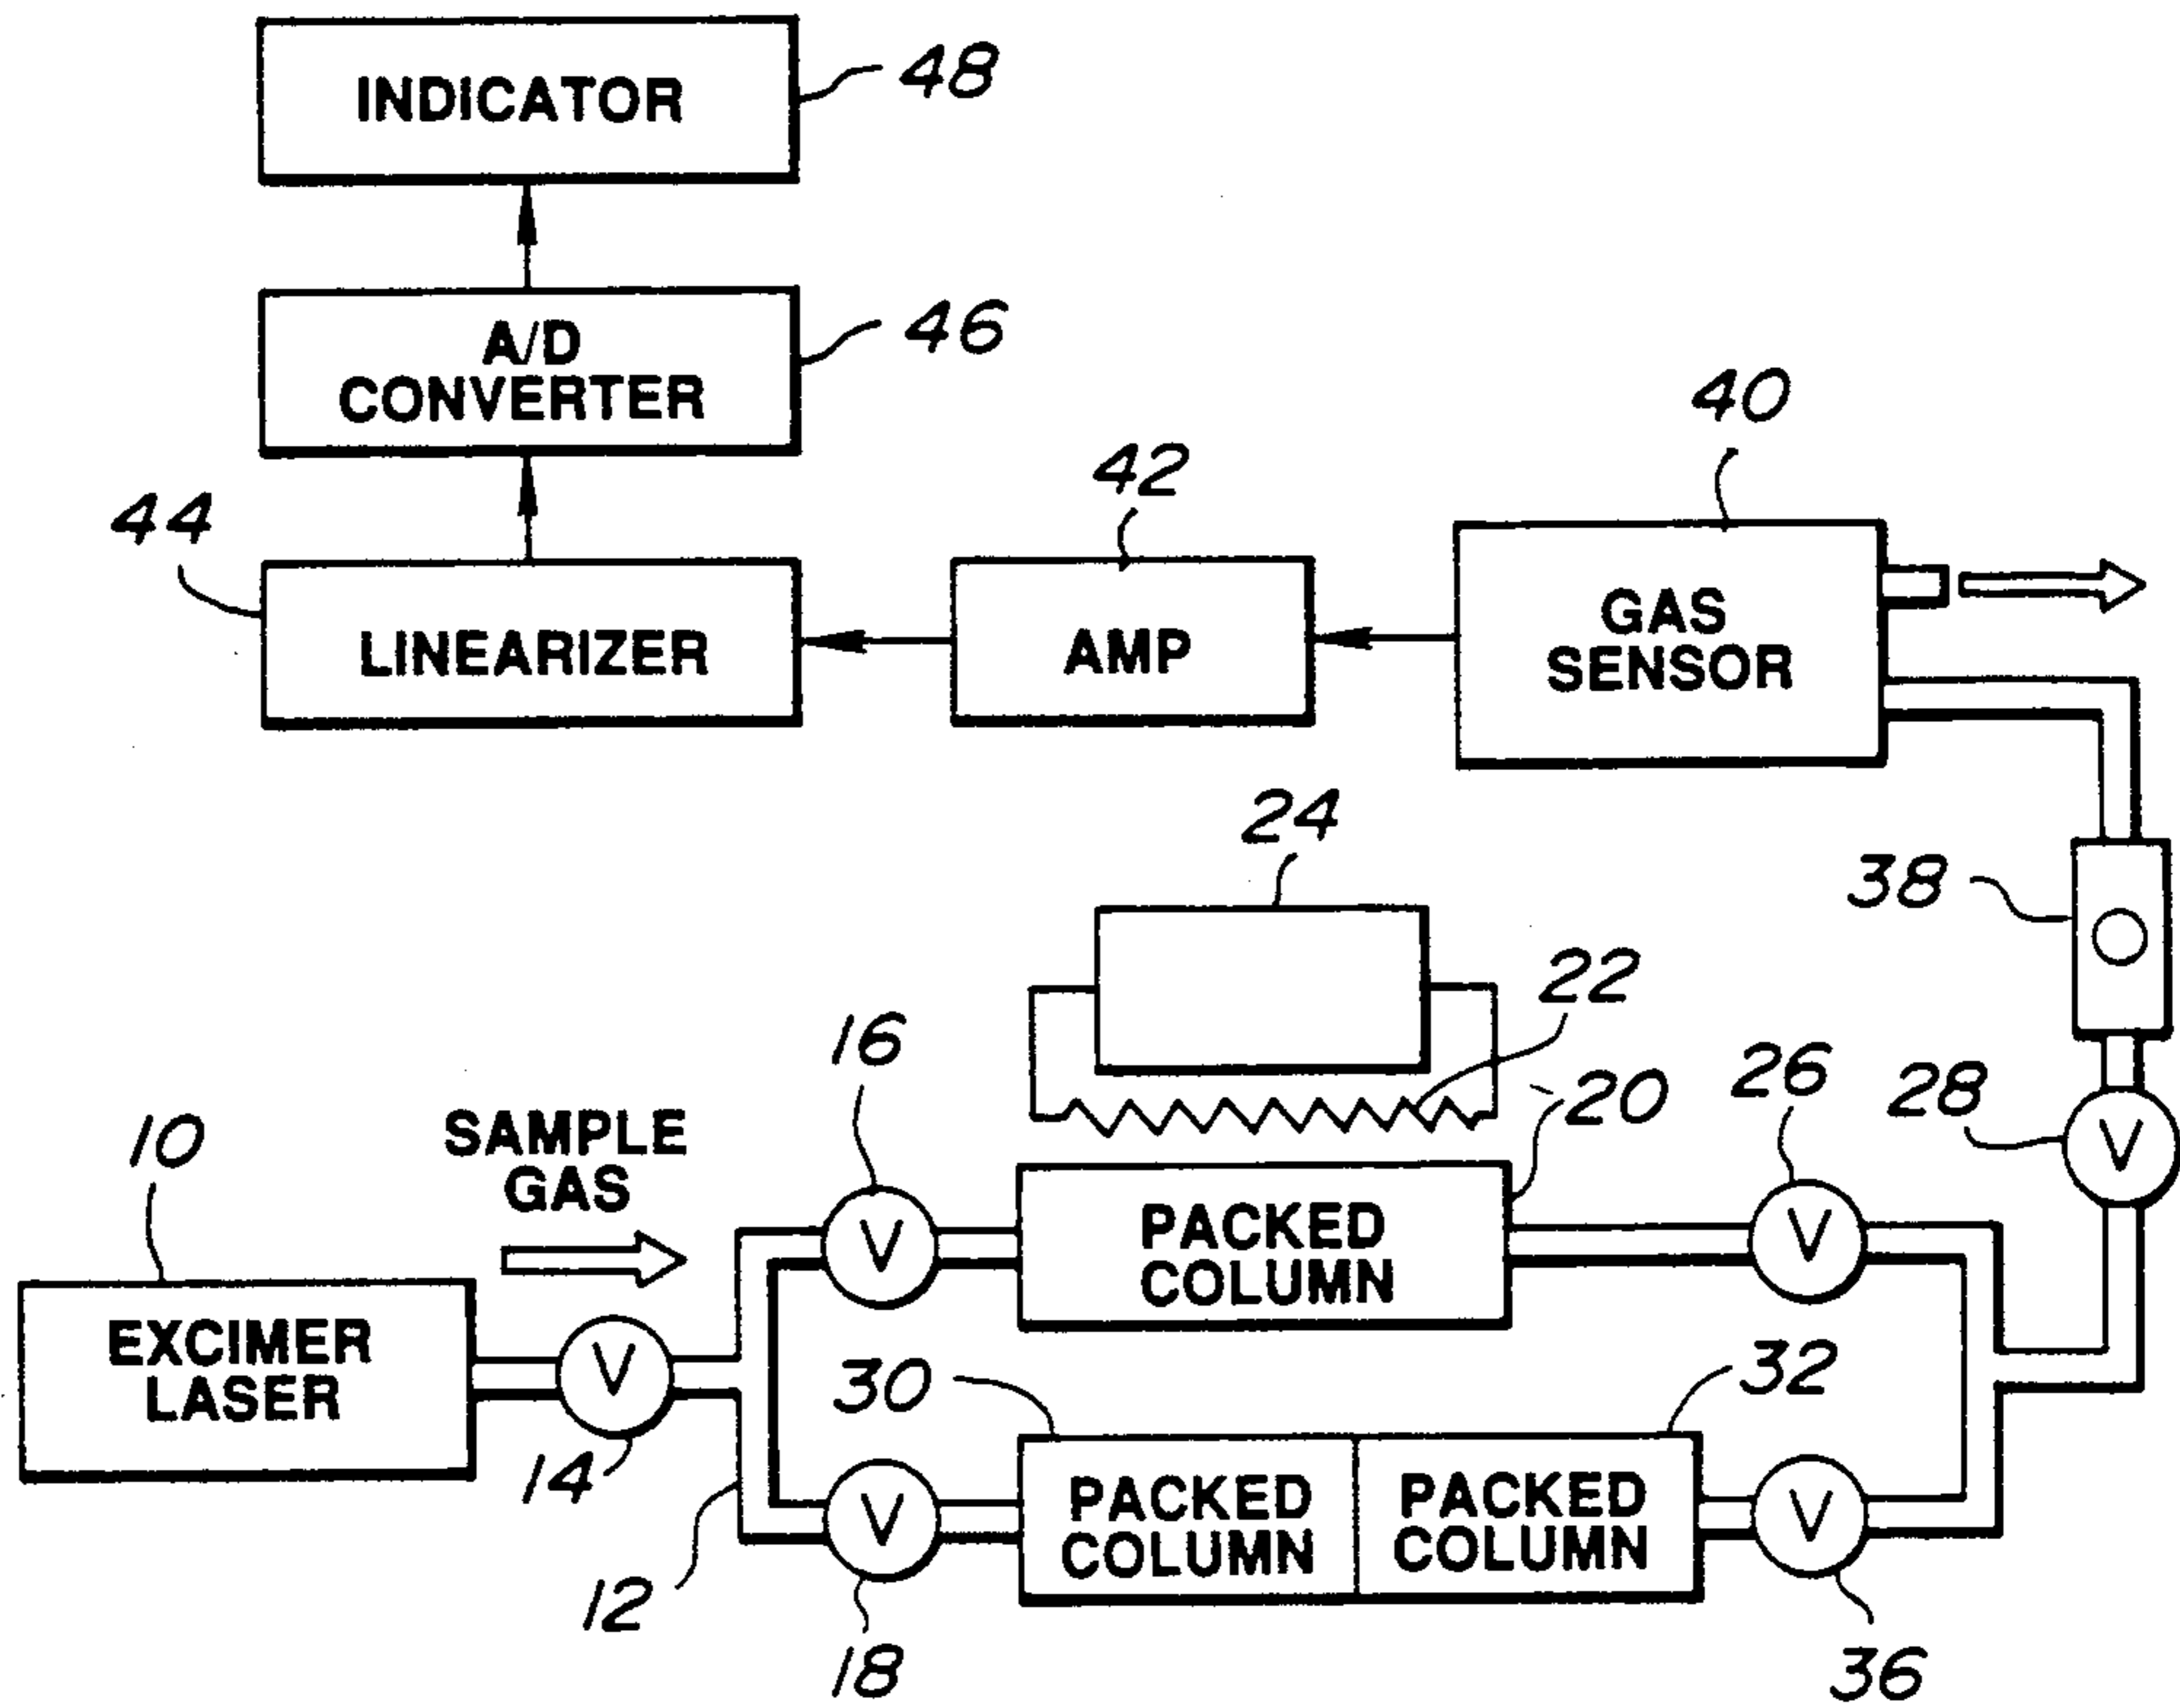 INDICATOR
48
A/D
CONVERTER
46
40
42
44
LINEARIZER
AMP
GAS
SENSOR
24
38
22
16
20
26
28
10
SAMPLE
GAS
V
V
PACKED
COLUMN
V
EXCIMER
LASER
V
14
30
32
12
V
18
PACKED
COLUMN
PACKED
COLUMN
V
36